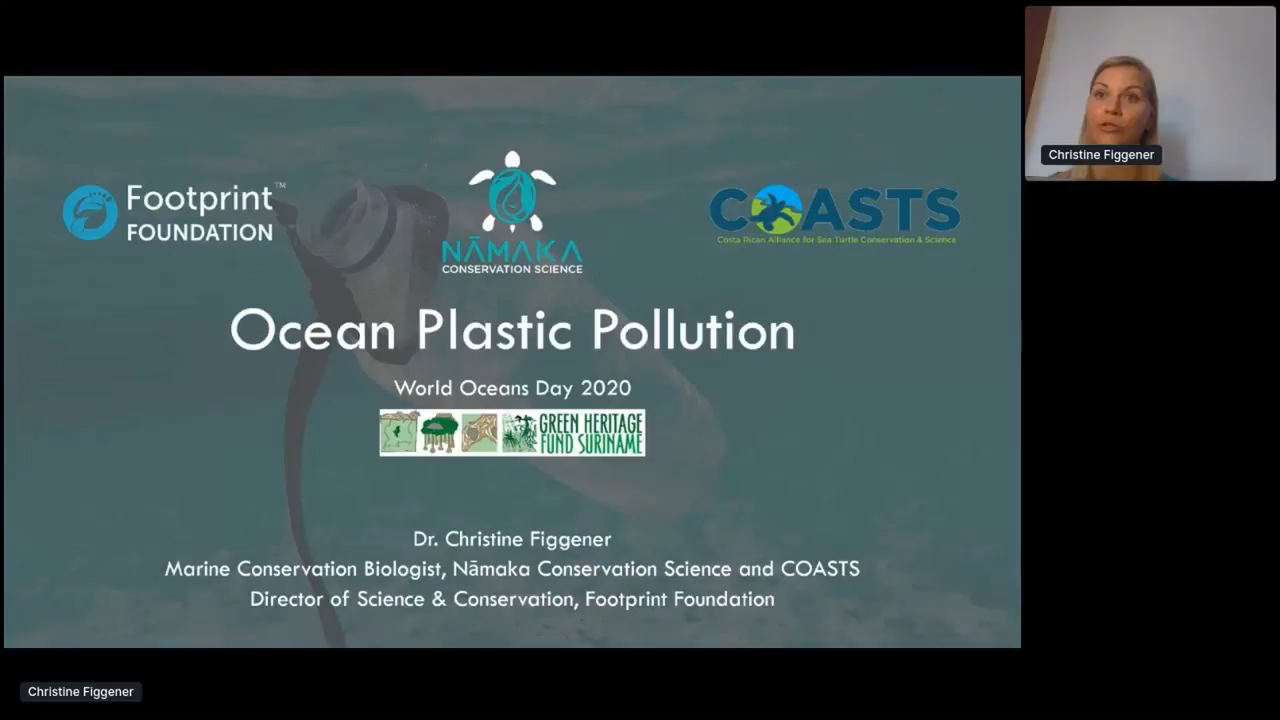 Footprint™
FOUNDATION
NĀMAKA
CONSERVATION SCIENCE
COASTS
Costa Rican Alliance for Sea Turtle Conservation & Science
Ocean Plastic Pollution
World Oceans Day 2020
GREEN HERITAGE
FUND SURINAME
Dr. Christine Figgener
Marine Conservation Biologist, Nāmaka Conservation Science and COASTS
Director of Science & Conservation, Footprint Foundation
Christine Figgener
Christine Figgener